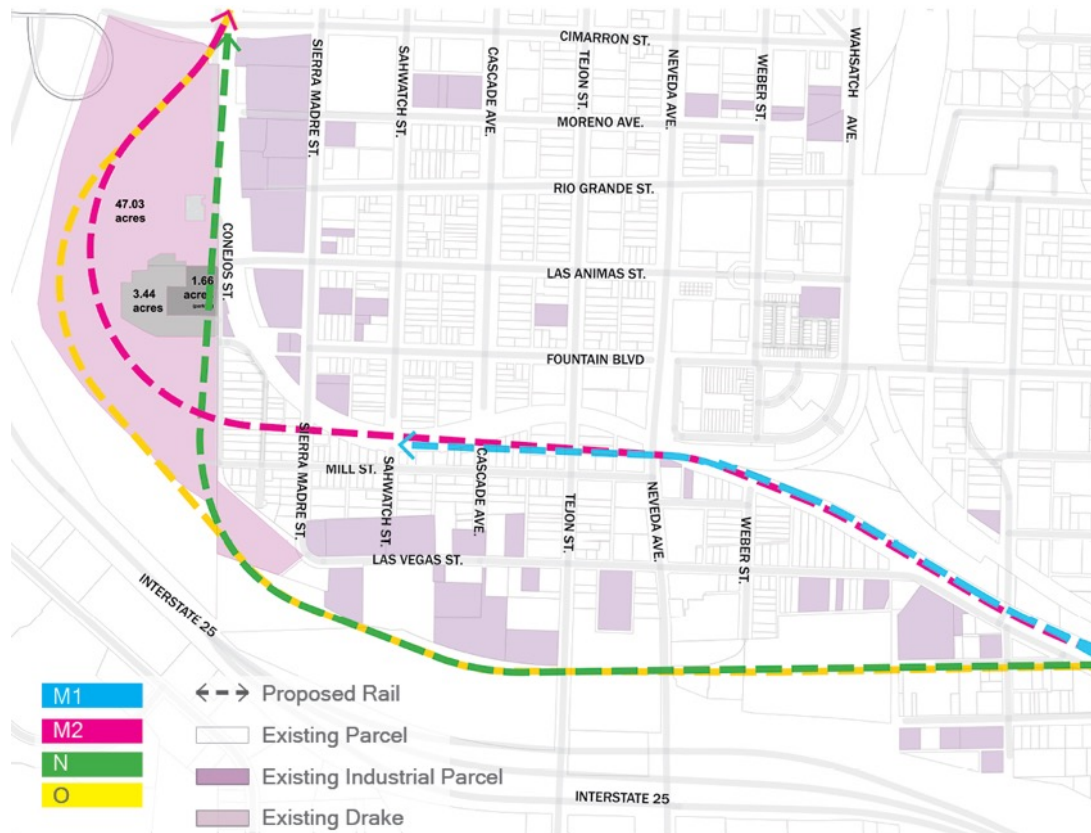 CIMARRON ST.
SIERRA MADRE ST.
SAHWATCH ST.
CASCADE AVE.
TEJON ST.
NEVEDA AVE.
WEBER ST.
WAHSATCH AVE.
MORENO AVE.
RIO GRANDE ST.
47.03
acres
CONEJOS ST.
LAS ANIMAS ST.
3.44
acres
1.66
acre
FOUNTAIN BLVD
MILL ST.
SIERRA MADRE ST.
SAHWATCH ST.
CASCADE AVE.
TEJON ST.
NEVEDA AVE.
WEBER ST.
LAS VEGAS ST.
INTERSTATE 25
INTERSTATE 25
M1
M2
N
O
Proposed Rail
Existing Parcel
Existing Industrial Parcel
Existing Drake